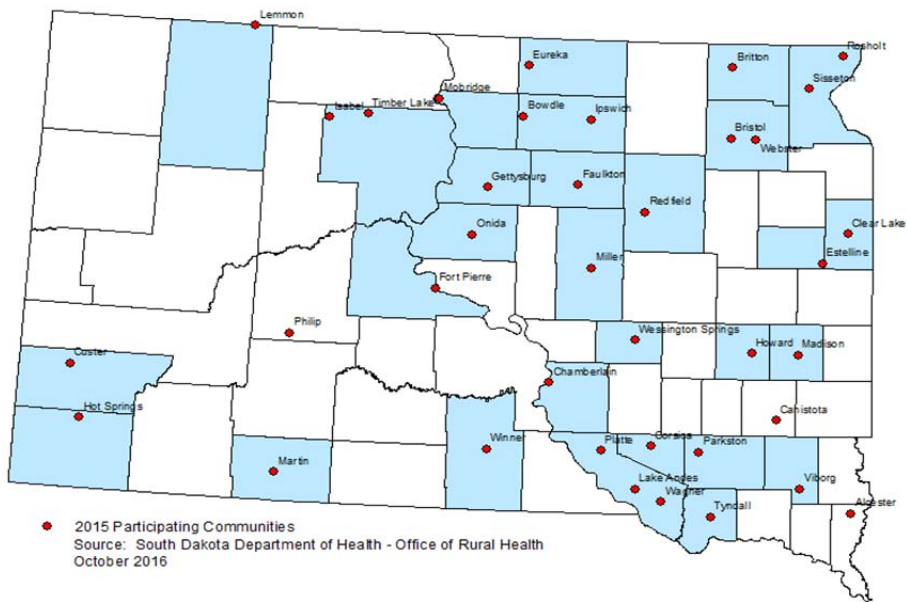 Lemmon
Rosholt
Eureka
Britton
Sisseton
Mobridge
Isabel
Timber Lake
Bowdle
Ipswich
Bristol
Webster
Gettysburg
Faulkton
Redfield
Onida
Clear Lake
Miller
Estelline
Fort Pierre
Philip
Wessington Springs
Custer
Howard
Madison
Chamberlain
Hot Springs
Canistota
Winner
Platte
Corsica
Parkston
Martin
Lake Andes
Wagner
Viborg
Tyndall
Alcester
2015 Participating Communities
Source: South Dakota Department of Health - Office of Rural Health
October 2016